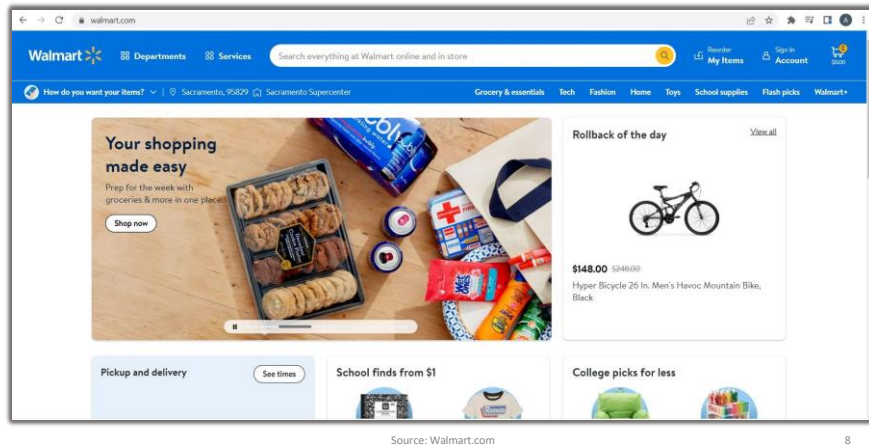 walmart.com
A
Walmart
Departments
Services
Search everything at Walmart online and in store
Reorder
My Items
Sign In
Account
0
$0.00
How do you want your items?
Sacramento, 95829
Sacramento Supercenter
Grocery & essentials
Tech
Fashion
Home
Toys
School supplies
Flash picks
Walmart+
Your shopping
made easy
Prep for the week with
groceries & more in one place.
Shop now
bubly
FIRST
Rollback of the day
View all
$148.00 $248.00
Hyper Bicycle 26 In. Men's Havoc Mountain Bike,
Black
Pickup and delivery
See times
School finds from $1
College picks for less
Source: Walmart.com
8